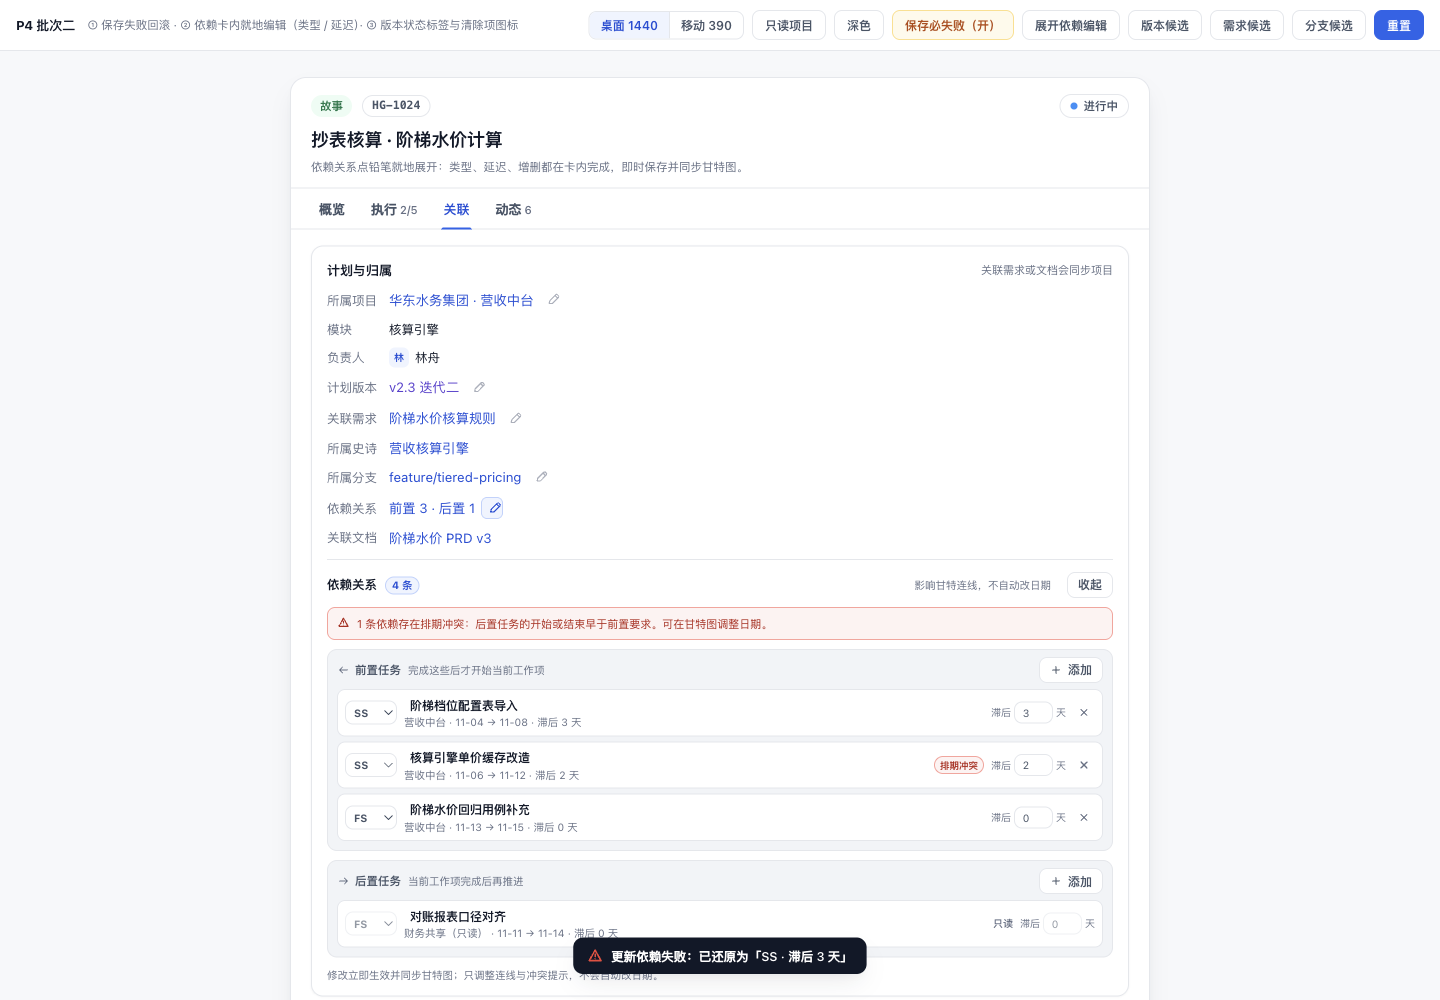 P4 批次二 ① 保存失败回滚 · ② 依赖卡内就地编辑（类型 / 延迟）· ③ 版本状态标签与清除项图标 桌面 1440 移动 390 只读项目 深色 保存必失败（开） 展开依赖编辑 版本候选 需求候选 分支候选 重置
故事 HG-1024 进行中
抄表核算 · 阶梯水价计算
依赖关系点铅笔就地展开：类型、延迟、增删都在卡内完成，即时保存并同步甘特图。
概览 执行 2/5 关联 动态 6
计划与归属 关联需求或文档会同步项目
所属项目 华东水务集团 · 营收中台
模块 核算引擎
负责人 林 林舟
计划版本 v2.3 迭代二
关联需求 阶梯水价核算规则
所属史诗 营收核算引擎
所属分支 feature/tiered-pricing
依赖关系 前置 3 · 后置 1
关联文档 阶梯水价 PRD v3
依赖关系 4 条 影响甘特连线，不自动改日期 收起
1 条依赖存在排期冲突：后置任务的开始或结束早于前置要求。可在甘特图调整日期。
← 前置任务 完成这些后才开始当前工作项 + 添加
SS 阶梯档位配置表导入 滞后 3 天 ×
营收中台 · 11-04 → 11-08 · 滞后 3 天
SS 核算引擎单价缓存改造 排期冲突 滞后 2 天 ×
营收中台 · 11-06 → 11-12 · 滞后 2 天
FS 阶梯水价回归用例补充 滞后 0 天 ×
营收中台 · 11-13 → 11-15 · 滞后 0 天
→ 后置任务 当前工作项完成后再推进 + 添加
FS 对账报表口径对齐 只读 滞后 0 天
财务共享（只读） · 11-11 → 11-14 · 滞后 0 天
更新依赖失败：已还原为「SS · 滞后 3 天」
修改立即生效并同步甘特图；只调整连线与冲突提示，不会自动改日期。